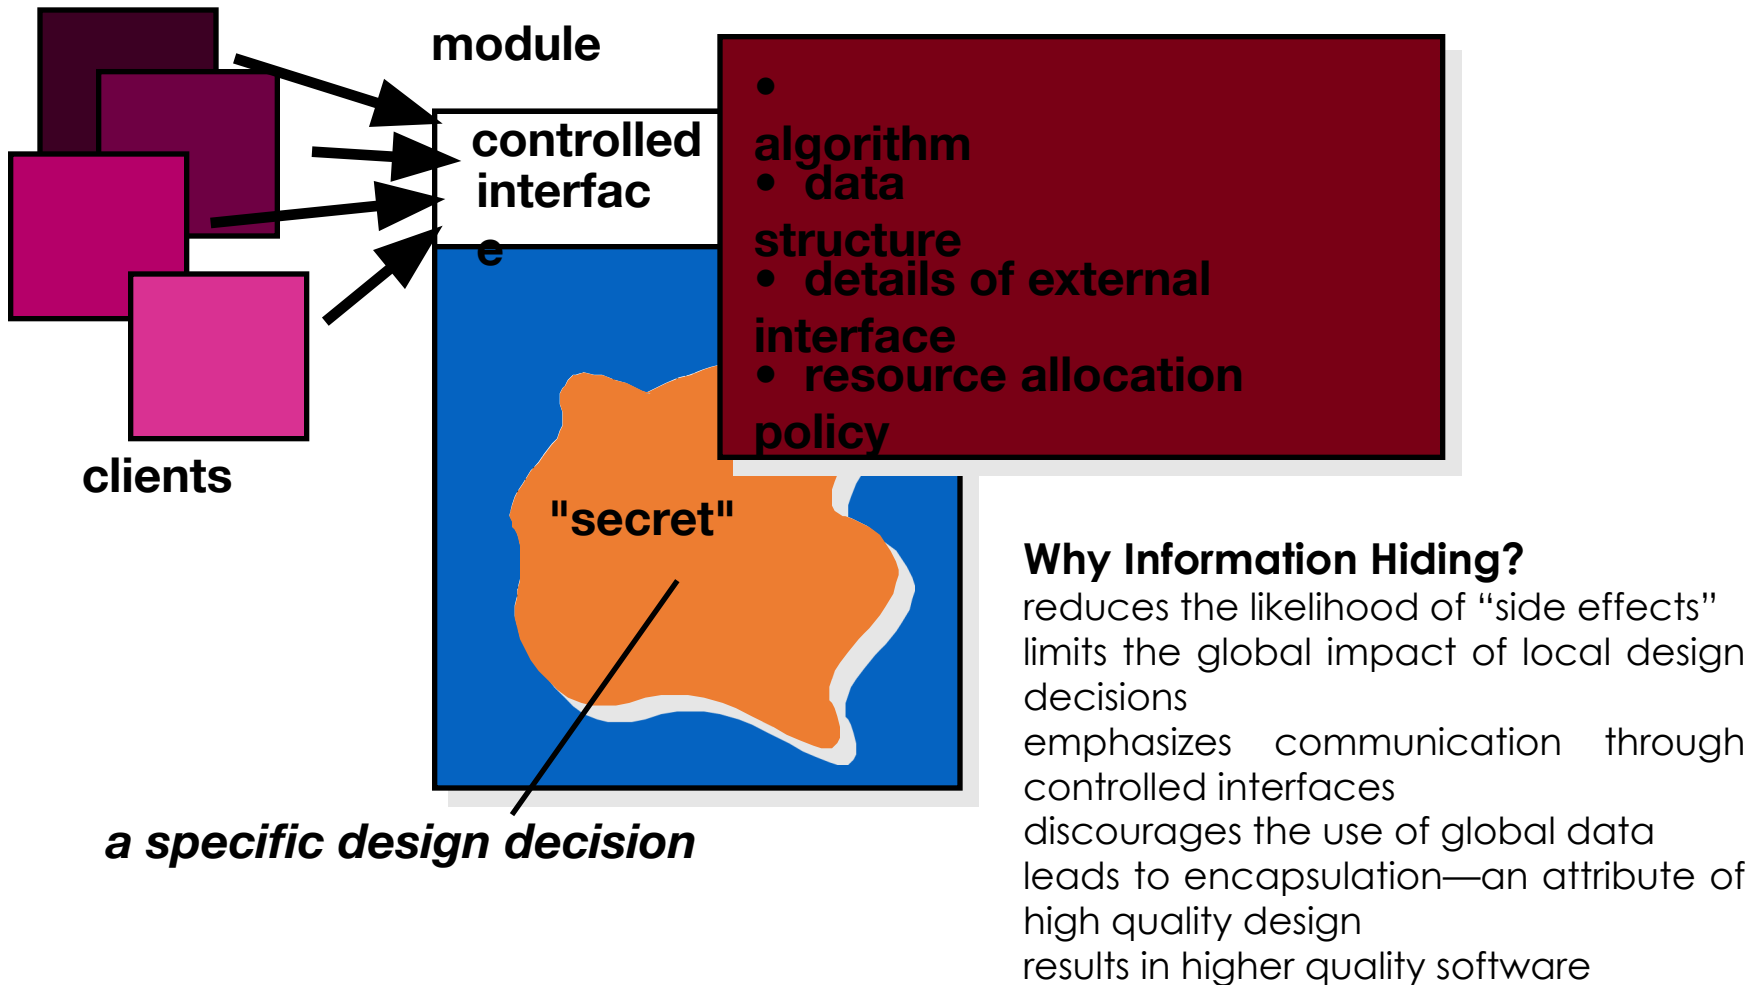 module
controlled
interfac
e
•
algorithm
• data
structure
• details of external
interface
• resource allocation
policy
clients
"secret"
a specific design decision
Why Information Hiding?
reduces the likelihood of “side effects”
limits the global impact of local design
decisions
emphasizes communication through
controlled interfaces
discourages the use of global data
leads to encapsulation—an attribute of
high quality design
results in higher quality software